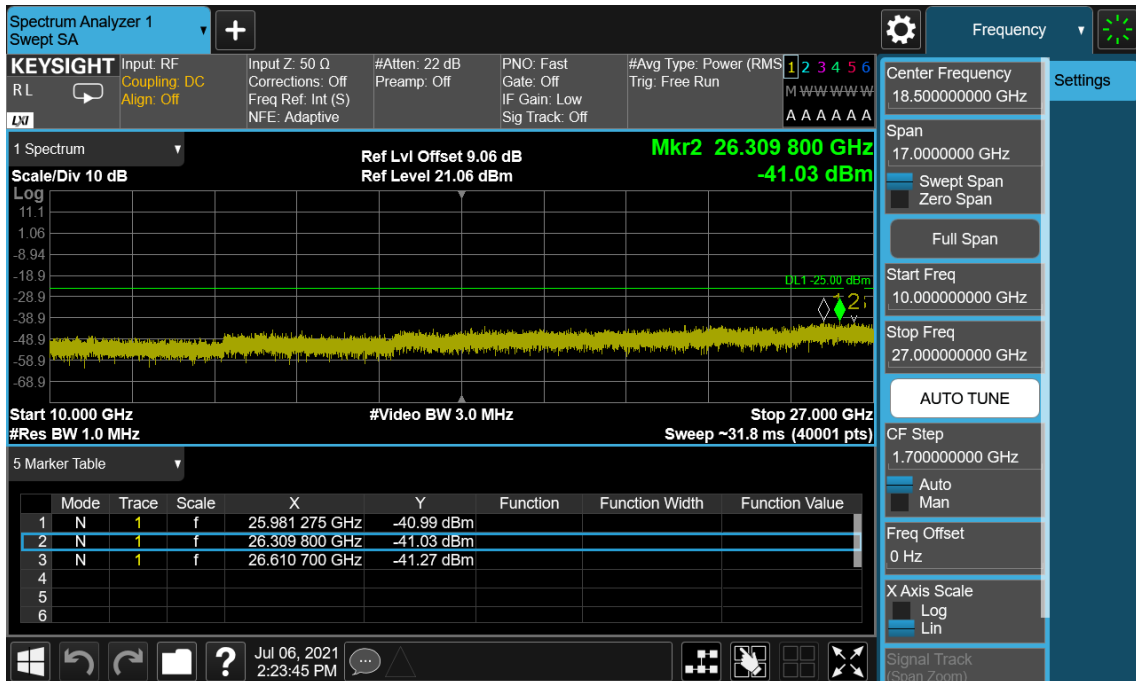 Spectrum Analyzer 1
Swept SA
+
Frequency
KEYSIGHT
RL
LXI
Input: RF
Coupling: DC
Align: Off
Input Z: 50 Ω
Corrections: Off
Freq Ref: Int (S)
NFE: Adaptive
#Atten: 22 dB
Preamp: Off
PNO: Fast
Gate: Off
IF Gain: Low
Sig Track: Off
#Avg Type: Power (RMS
Trig: Free Run
1 2 3 4 5 6
M W W W W W
A A A A A A
1 Spectrum
Scale/Div 10 dB
Ref Lvl Offset 9.06 dB
Ref Level 21.06 dBm
Mkr2 26.309 800 GHz
-41.03 dBm
Log
11.1
1.06
-8.94
-18.9
-28.9
-38.9
-48.9
-58.9
-68.9
DL1 -25.00 dBm
1 2
Start 10.000 GHz
#Video BW 3.0 MHz
Stop 27.000 GHz
#Res BW 1.0 MHz
Sweep ~31.8 ms (40001 pts)
5 Marker Table
Mode Trace Scale X Y Function Function Width Function Value
1 N 1 f 25.981 275 GHz -40.99 dBm
2 N 1 f 26.309 800 GHz -41.03 dBm
3 N 1 f 26.610 700 GHz -41.27 dBm
4
5
6
?
Jul 06, 2021
2:23:45 PM
Center Frequency
18.500000000 GHz
Span
17.0000000 GHz
Swept Span
Zero Span
Full Span
Start Freq
10.000000000 GHz
Stop Freq
27.000000000 GHz
AUTO TUNE
CF Step
1.700000000 GHz
Auto
Man
Freq Offset
0 Hz
X Axis Scale
Log
Lin
Signal Track
(Span Zoom)
Settings